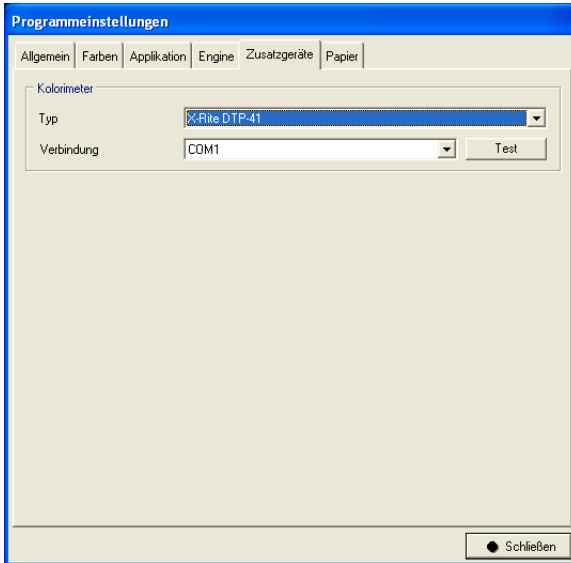 Programmeinstellungen
Allgemein Farben Applikation Engine Zusatzgeräte Papier
Kolorimeter
Typ X-Rite DTP-41
Verbindung COM1 Test
Schließen